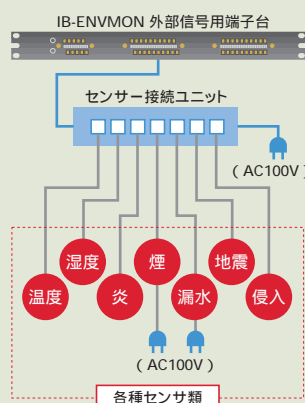 IB-ENVMON 外部信号用端子台
センサー接続ユニット
(AC100V)
湿度 煙 地震
温度 炎 漏水 侵入
(AC100V)
各種センサ類